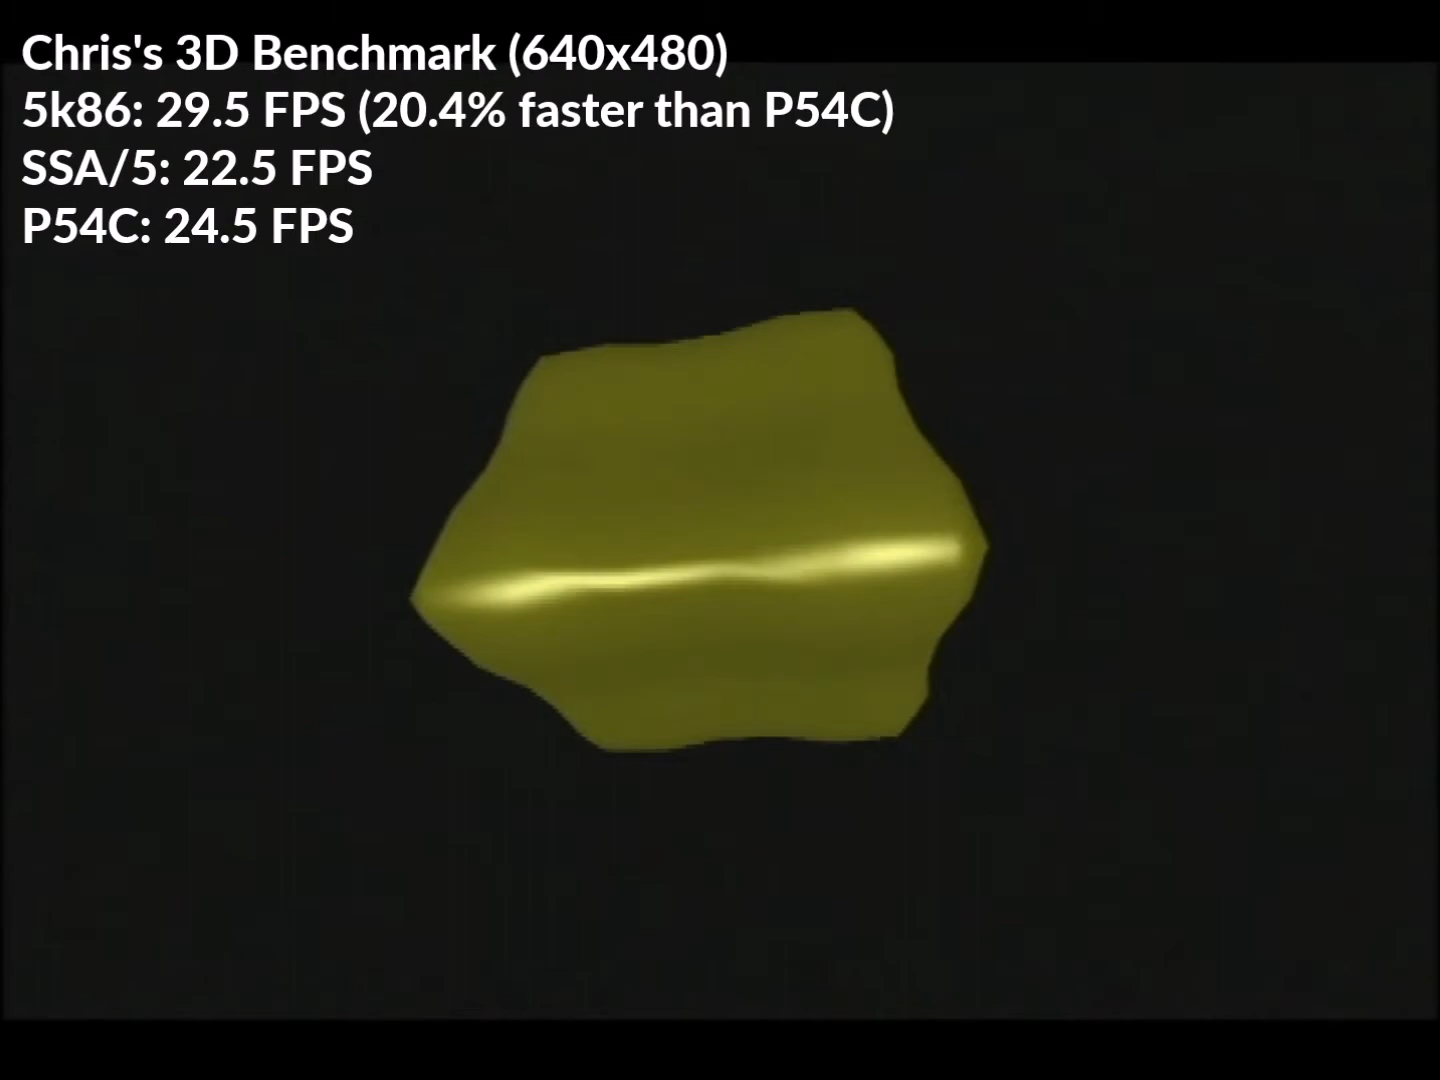 Chris's 3D Benchmark (640x480)
5k86: 29.5 FPS (20.4% faster than P54C)
SSA/5: 22.5 FPS
P54C: 24.5 FPS